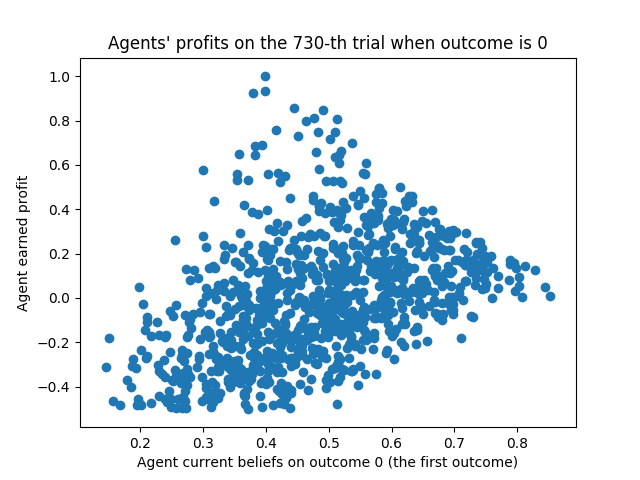 Agents' profits on the 730-th trial when outcome is 0
1.0
0.8
0.6
0.4
0.2
0.0
−0.2
−0.4
Agent earned profit
0.2 0.3 0.4 0.5 0.6 0.7 0.8
Agent current beliefs on outcome 0 (the first outcome)